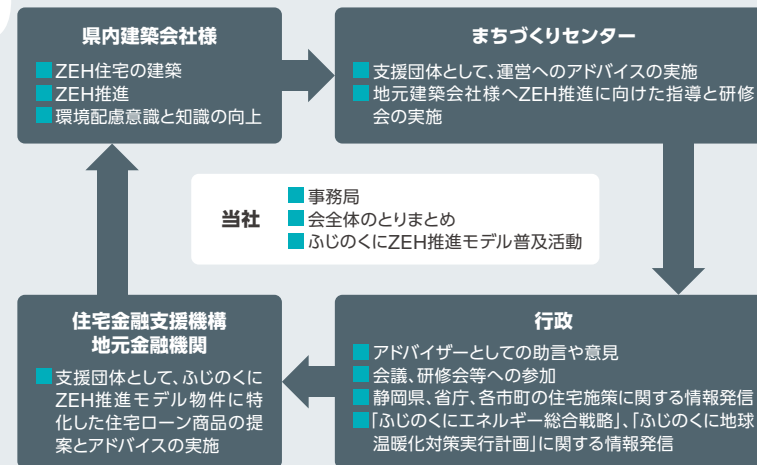 県内建築会社様
ZEH住宅の建築
ZEH推進
環境配慮意識と知識の向上
まちづくりセンター
支援団体として、運営へのアドバイスの実施
地元建築会社様へZEH推進に向けた指導と研修
会の実施
当社
事務局
会全体のとりまとめ
ふじのくにZEH推進モデル普及活動
住宅金融支援機構
地元金融機関
支援団体として、ふじのくに
ZEH推進モデル物件に特
化した住宅ローン商品の提
案とアドバイスの実施
行政
アドバイザーとしての助言や意見
会議、研修会等への参加
静岡県、省庁、各市町の住宅施策に関する情報発信
「ふじのくにエネルギー総合戦略」、「ふじのくに地球
温暖化対策実行計画」に関する情報発信